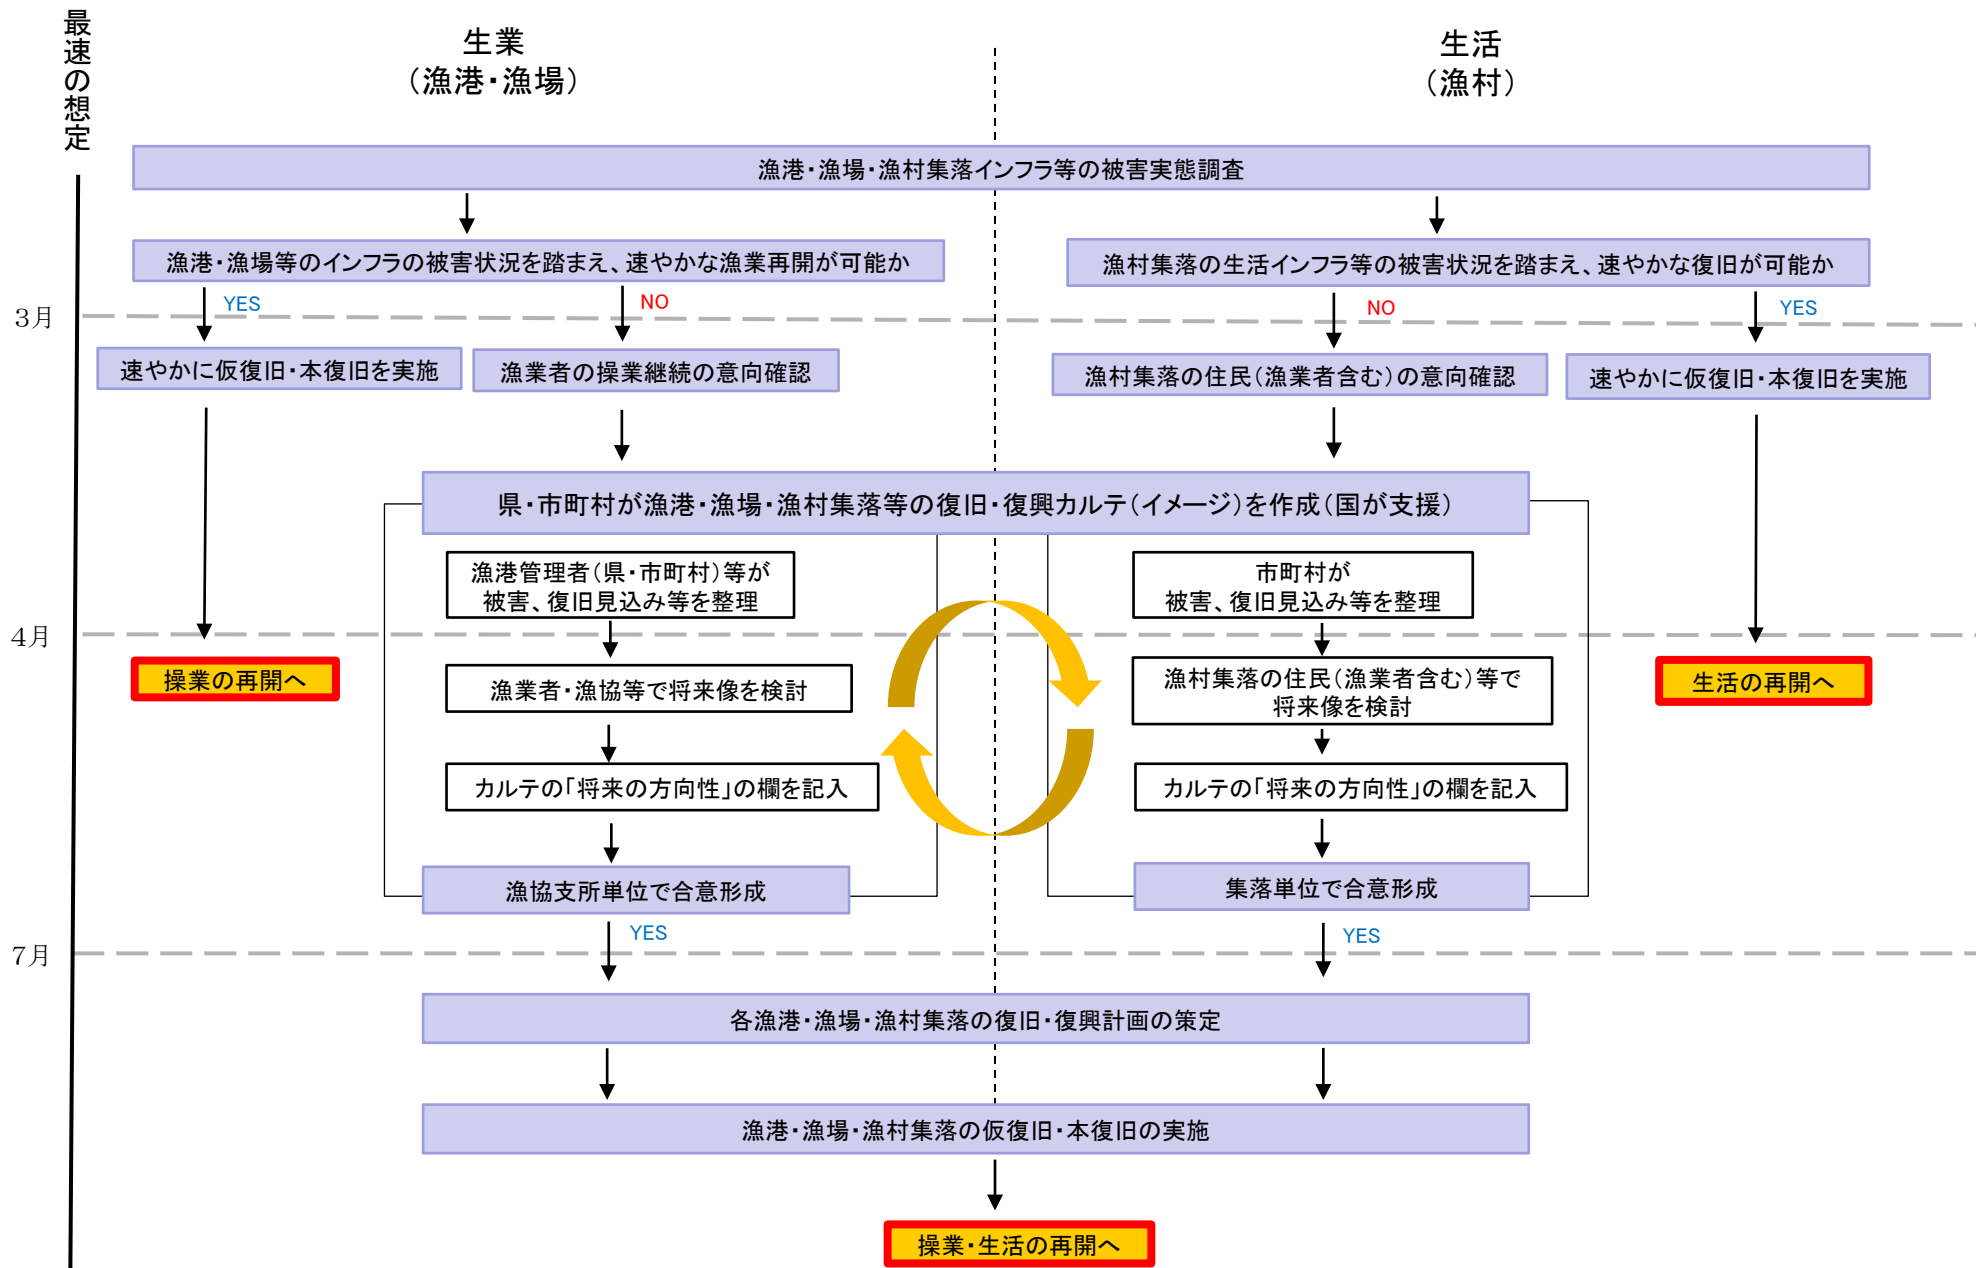 最速の想定
生業
（漁港・漁場）
生活
（漁村）
漁港・漁場・漁村集落インフラ等の被害実態調査
漁港・漁場等のインフラの被害状況を踏まえ、速やかな漁業再開が可能か
漁村集落の生活インフラ等の被害状況を踏まえ、速やかな復旧が可能か
YES
NO
NO
YES
3月
速やかに仮復旧・本復旧を実施
漁業者の操業継続の意向確認
漁村集落の住民（漁業者含む）の意向確認
速やかに仮復旧・本復旧を実施
県・市町村が漁港・漁場・漁村集落等の復旧・復興カルテ（イメージ）を作成（国が支援）
漁港管理者（県・市町村）等が
被害、復旧見込み等を整理
市町村が
被害、復旧見込み等を整理
4月
操業の再開へ
漁業者・漁協等で将来像を検討
漁村集落の住民（漁業者含む）等で
将来像を検討
生活の再開へ
カルテの「将来の方向性」の欄を記入
カルテの「将来の方向性」の欄を記入
漁協支所単位で合意形成
集落単位で合意形成
YES
YES
7月
各漁港・漁場・漁村集落の復旧・復興計画の策定
漁港・漁場・漁村集落の仮復旧・本復旧の実施
操業・生活の再開へ